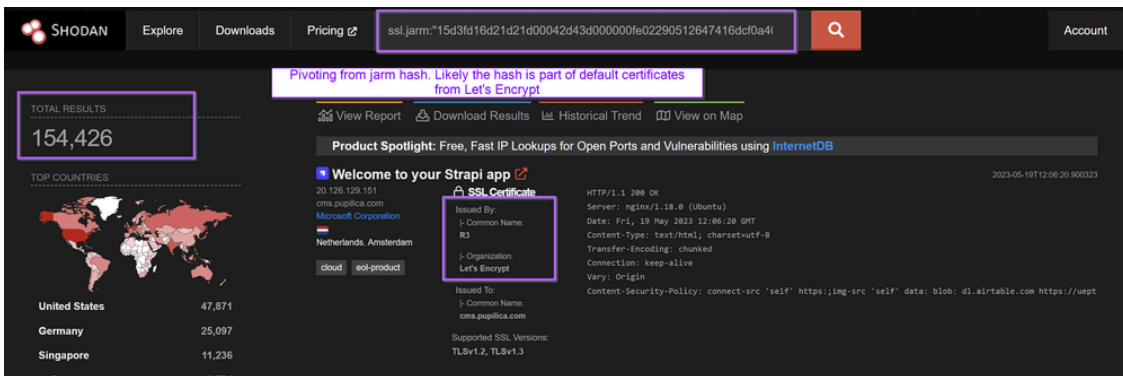 SHODAN Explore Downloads Pricing ssl.jarm:"15d3fd16d21d21d00042d43d000000fe02290512647416dcf0a4( Account
Pivoting from jarm hash. Likely the hash is part of default certificates
from Let's Encrypt
TOTAL RESULTS
154,426
TOP COUNTRIES
United States 47,871
Germany 25,097
Singapore 11,236
View Report Download Results Historical Trend View on Map
Product Spotlight: Free, Fast IP Lookups for Open Ports and Vulnerabilities using InternetDB
Welcome to your Strapi app
2023-05-19T12:06:20.900323
20.126.129.151
cms.pupilica.com
Microsoft Corporation
Netherlands, Amsterdam
cloud eol-product
SSL Certificate
Issued By:
|- Common Name:
R3
|- Organization:
Let's Encrypt
Issued To:
|- Common Name:
cms.pupilica.com
Supported SSL Versions:
TLSv1.2, TLSv1.3
HTTP/1.1 200 OK
Server: nginx/1.18.0 (Ubuntu)
Date: Fri, 19 May 2023 12:06:20 GMT
Content-Type: text/html; charset=utf-8
Transfer-Encoding: chunked
Connection: keep-alive
Vary: Origin
Content-Security-Policy: connect-src 'self' https:;img-src 'self' data: blob: dl.airtable.com https://uept